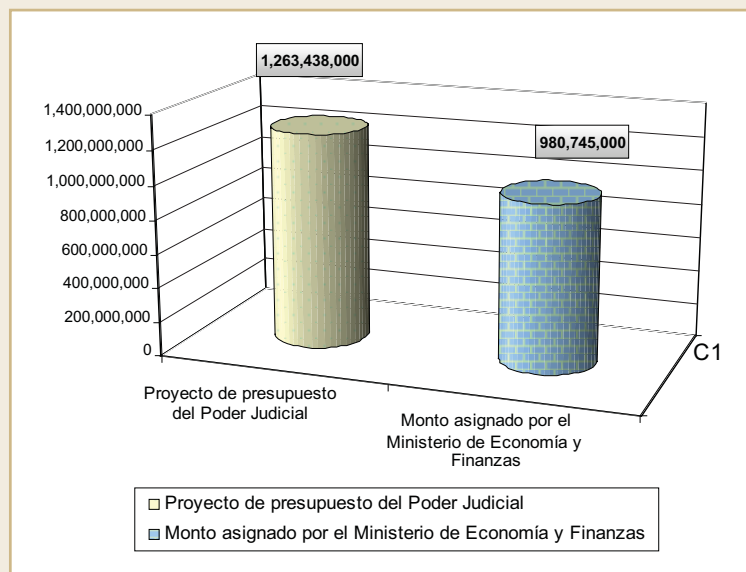 1,263,438,000
980,745,000
1,400,000,000
1,200,000,000
1,000,000,000
800,000,000
600,000,000
400,000,000
200,000,000
0
C1
Proyecto de presupuesto
del Poder Judicial
Monto asignado por el
Ministerio de Economía y
Finanzas
Proyecto de presupuesto del Poder Judicial
Monto asignado por el Ministerio de Economía y Finanzas